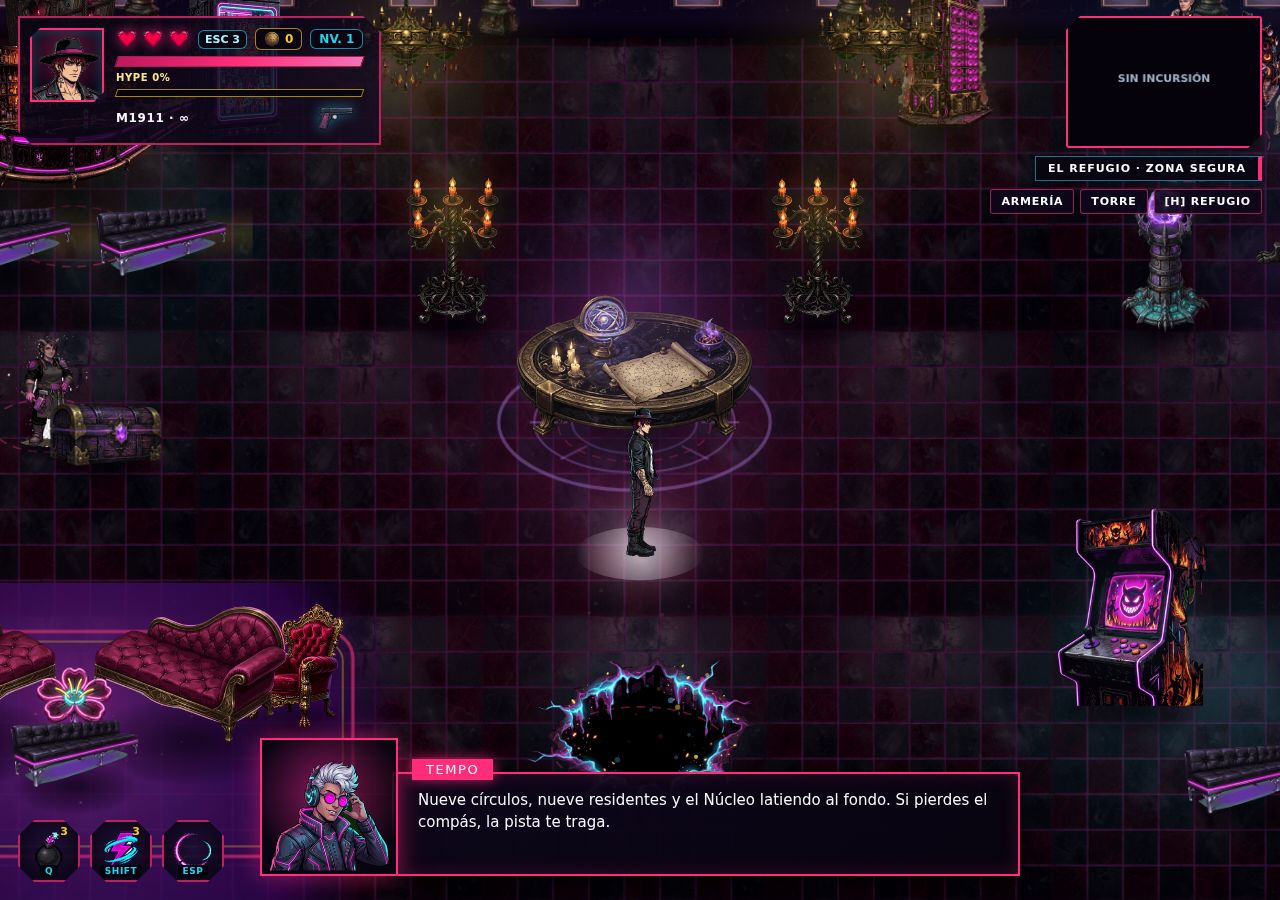 ESC 3
0
NV. 1
HYPE 0%
M1911 · ∞
SIN INCURSIÓN
EL REFUGIO · ZONA SEGURA
ARMERÍA
TORRE
[H] REFUGIO
TEMPO
Nueve círculos, nueve residentes y el Núcleo latiendo al fondo. Si pierdes el
compás, la pista te traga.
3
Q
3
SHIFT
ESP